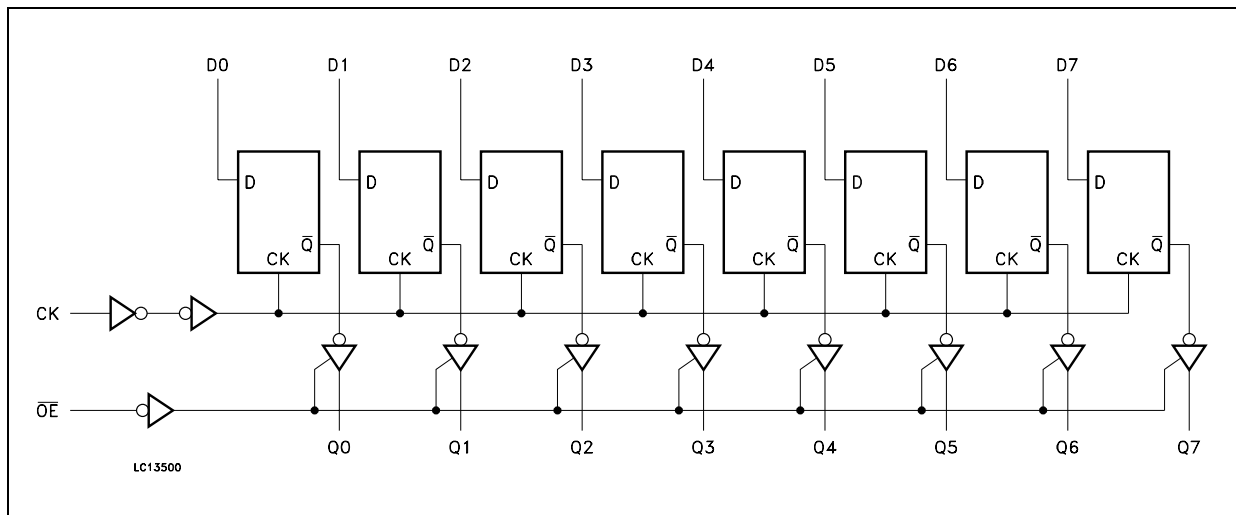 D0 D1 D2 D3 D4 D5 D6 D7
D D D D D D D D
Q̅ Q̅ Q̅ Q̅ Q̅ Q̅ Q̅ Q̅
CK CK CK CK CK CK CK CK
CK
O̅E̅
Q0 Q1 Q2 Q3 Q4 Q5 Q6 Q7
LC13500